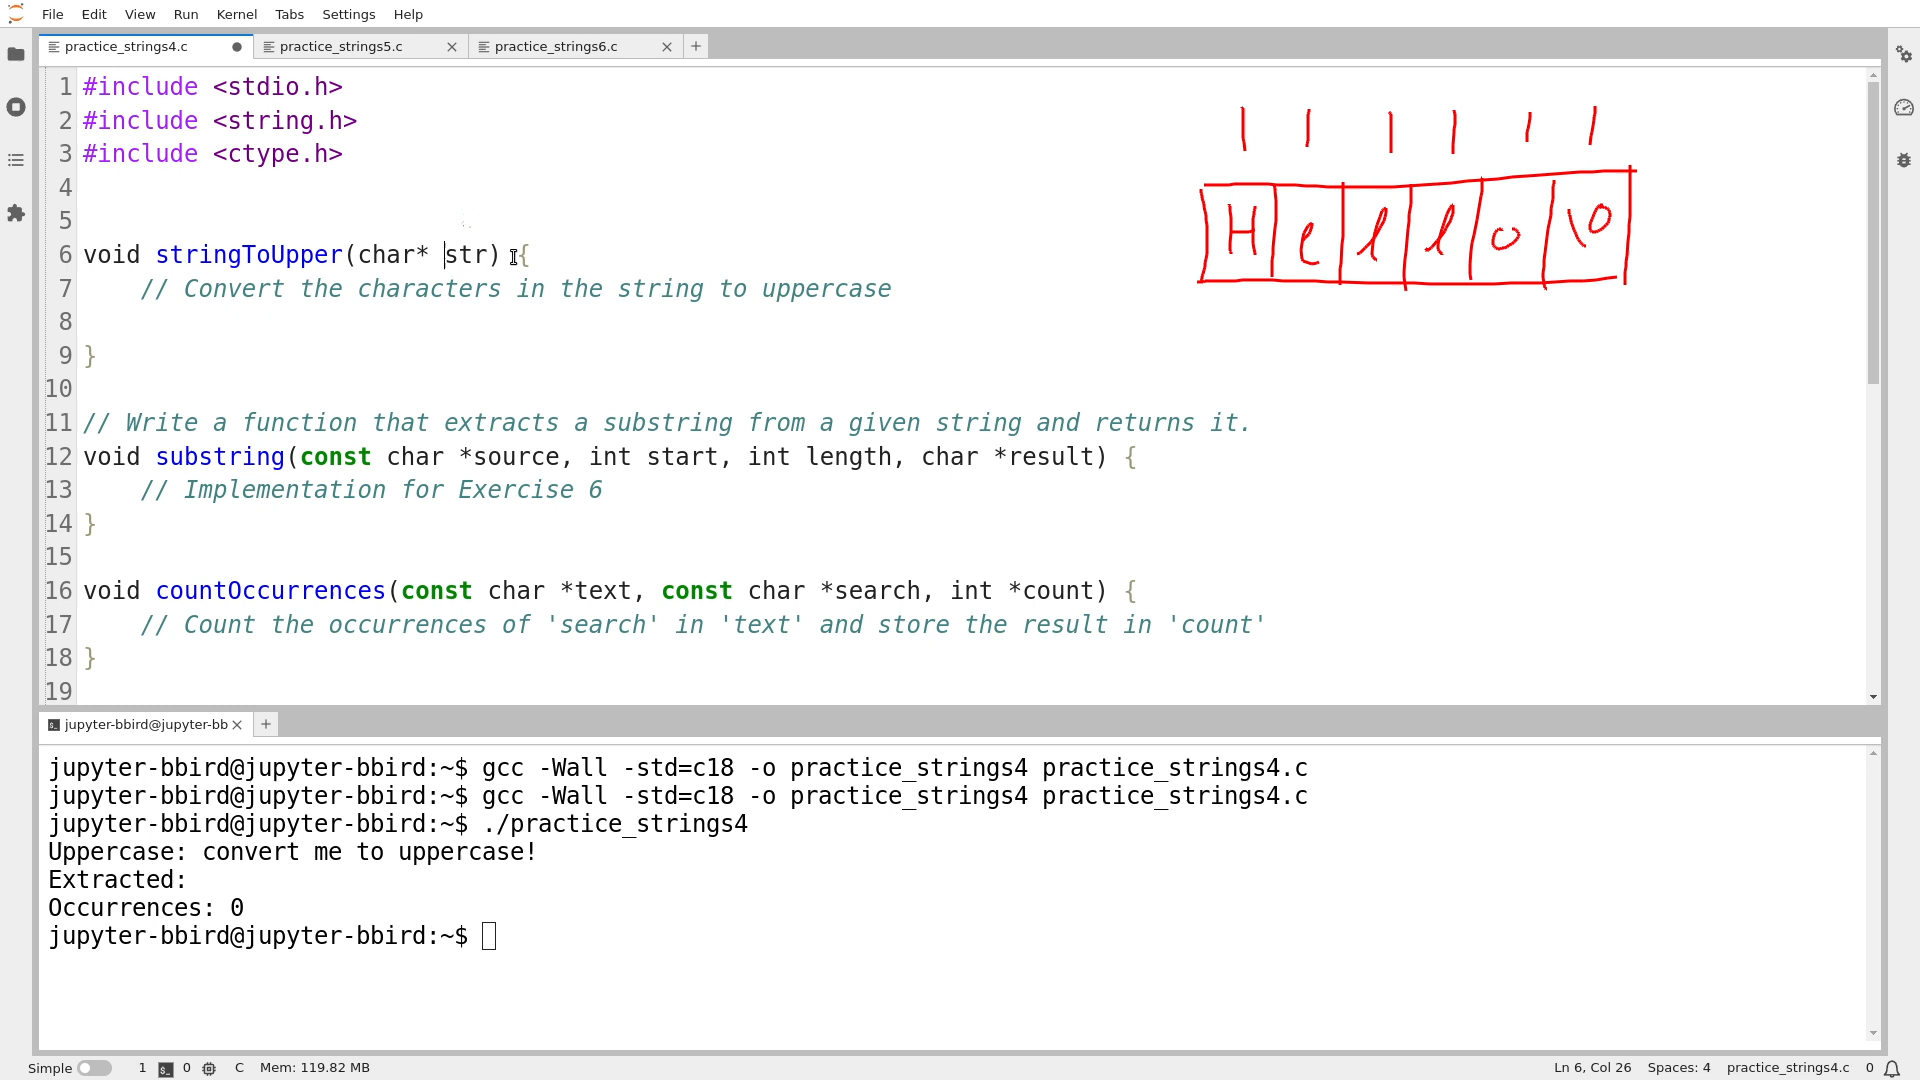 File Edit View Run Kernel Tabs Settings Help
practice_strings4.c practice_strings5.c practice_strings6.c
1 #include <stdio.h>
2 #include <string.h>
3 #include <ctype.h>
4
5
6 void stringToUpper(char* str) {
7     // Convert the characters in the string to uppercase
8
9 }
10
11 // Write a function that extracts a substring from a given string and returns it.
12 void substring(const char *source, int start, int length, char *result) {
13     // Implementation for Exercise 6
14 }
15
16 void countOccurrences(const char *text, const char *search, int *count) {
17     // Count the occurrences of 'search' in 'text' and store the result in 'count'
18 }
19
H e l l o \0
jupyter-bbird@jupyter-bb
jupyter-bbird@jupyter-bbird:~$ gcc -Wall -std=c18 -o practice_strings4 practice_strings4.c
jupyter-bbird@jupyter-bbird:~$ gcc -Wall -std=c18 -o practice_strings4 practice_strings4.c
jupyter-bbird@jupyter-bbird:~$ ./practice_strings4
Uppercase: convert me to uppercase!
Extracted:
Occurrences: 0
jupyter-bbird@jupyter-bbird:~$
Simple 1 0 C Mem: 119.82 MB Ln 6, Col 26 Spaces: 4 practice_strings4.c 0